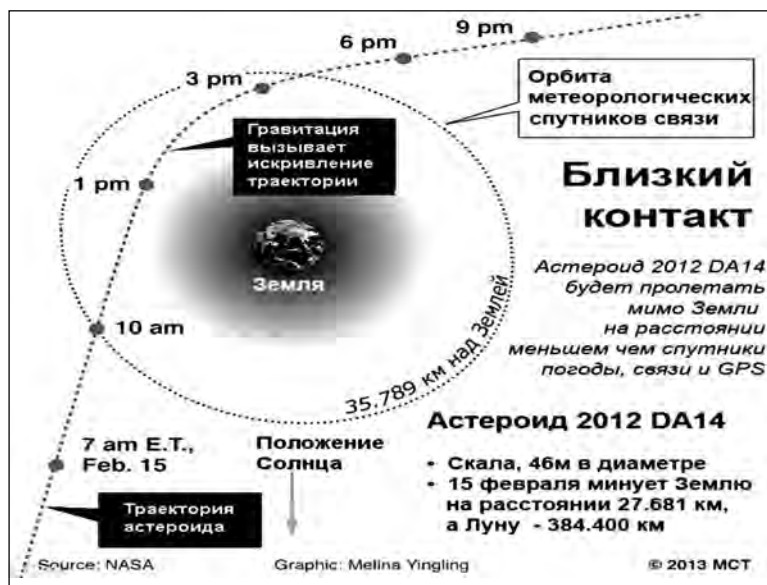 9 pm
6 pm
3 pm
Орбита
метеорологических
спутников связи
Гравитация
вызывает
искривление
траектории
1 pm
Близкий
контакт
Земля
Астероид 2012 DA14
будет пролетать
мимо Земли
на расстоянии
меньшем чем спутники
погоды, связи и GPS
10 am
35.789 км над Землей
7 am E.T.,
Feb. 15
Положение
Солнца
Астероид 2012 DA14
• Скала, 46м в диаметре
• 15 февраля минует Землю
на расстоянии 27.681 км,
а Луну - 384.400 км
Траектория
астероида
Source: NASA
Graphic: Melina Yingling
© 2013 MCT